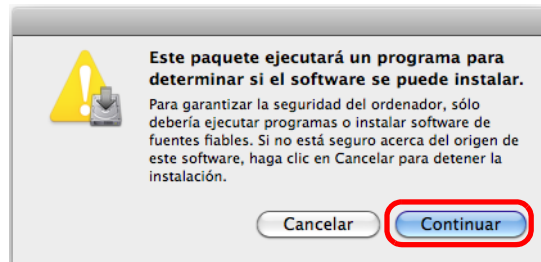 Este paquete ejecutará un programa para
determinar si el software se puede instalar.
Para garantizar la seguridad del ordenador, sólo
debería ejecutar programas o instalar software de
fuentes fiables. Si no está seguro acerca del origen de
este software, haga clic en Cancelar para detener la
instalación.
Cancelar
Continuar